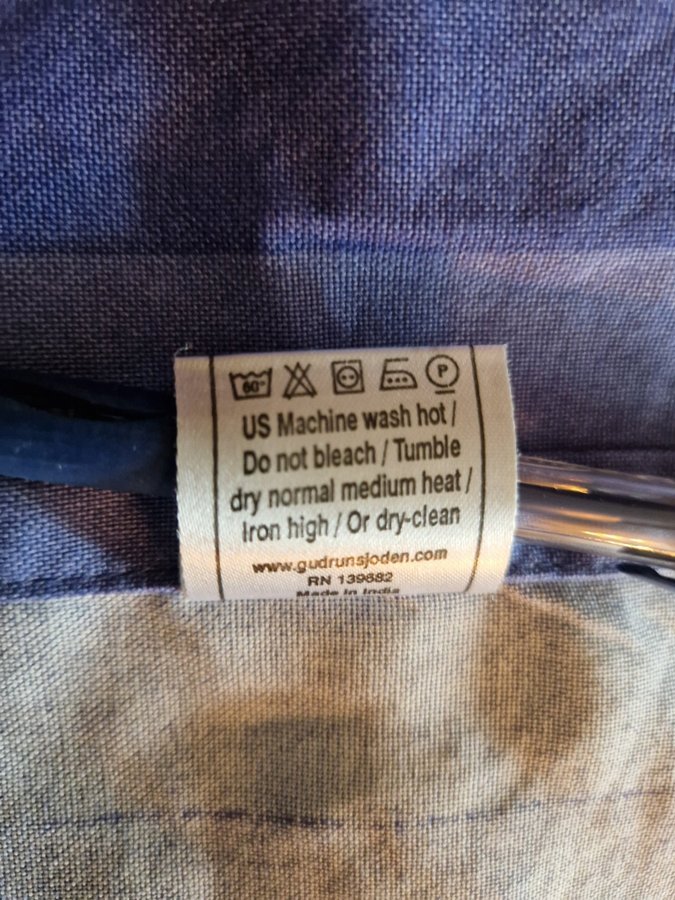 60° P
US Machine wash hot /
Do not bleach / Tumble
dry normal medium heat /
Iron high / Or dry-clean
www.gudrunsjoden.com
RN 139682
Made in India